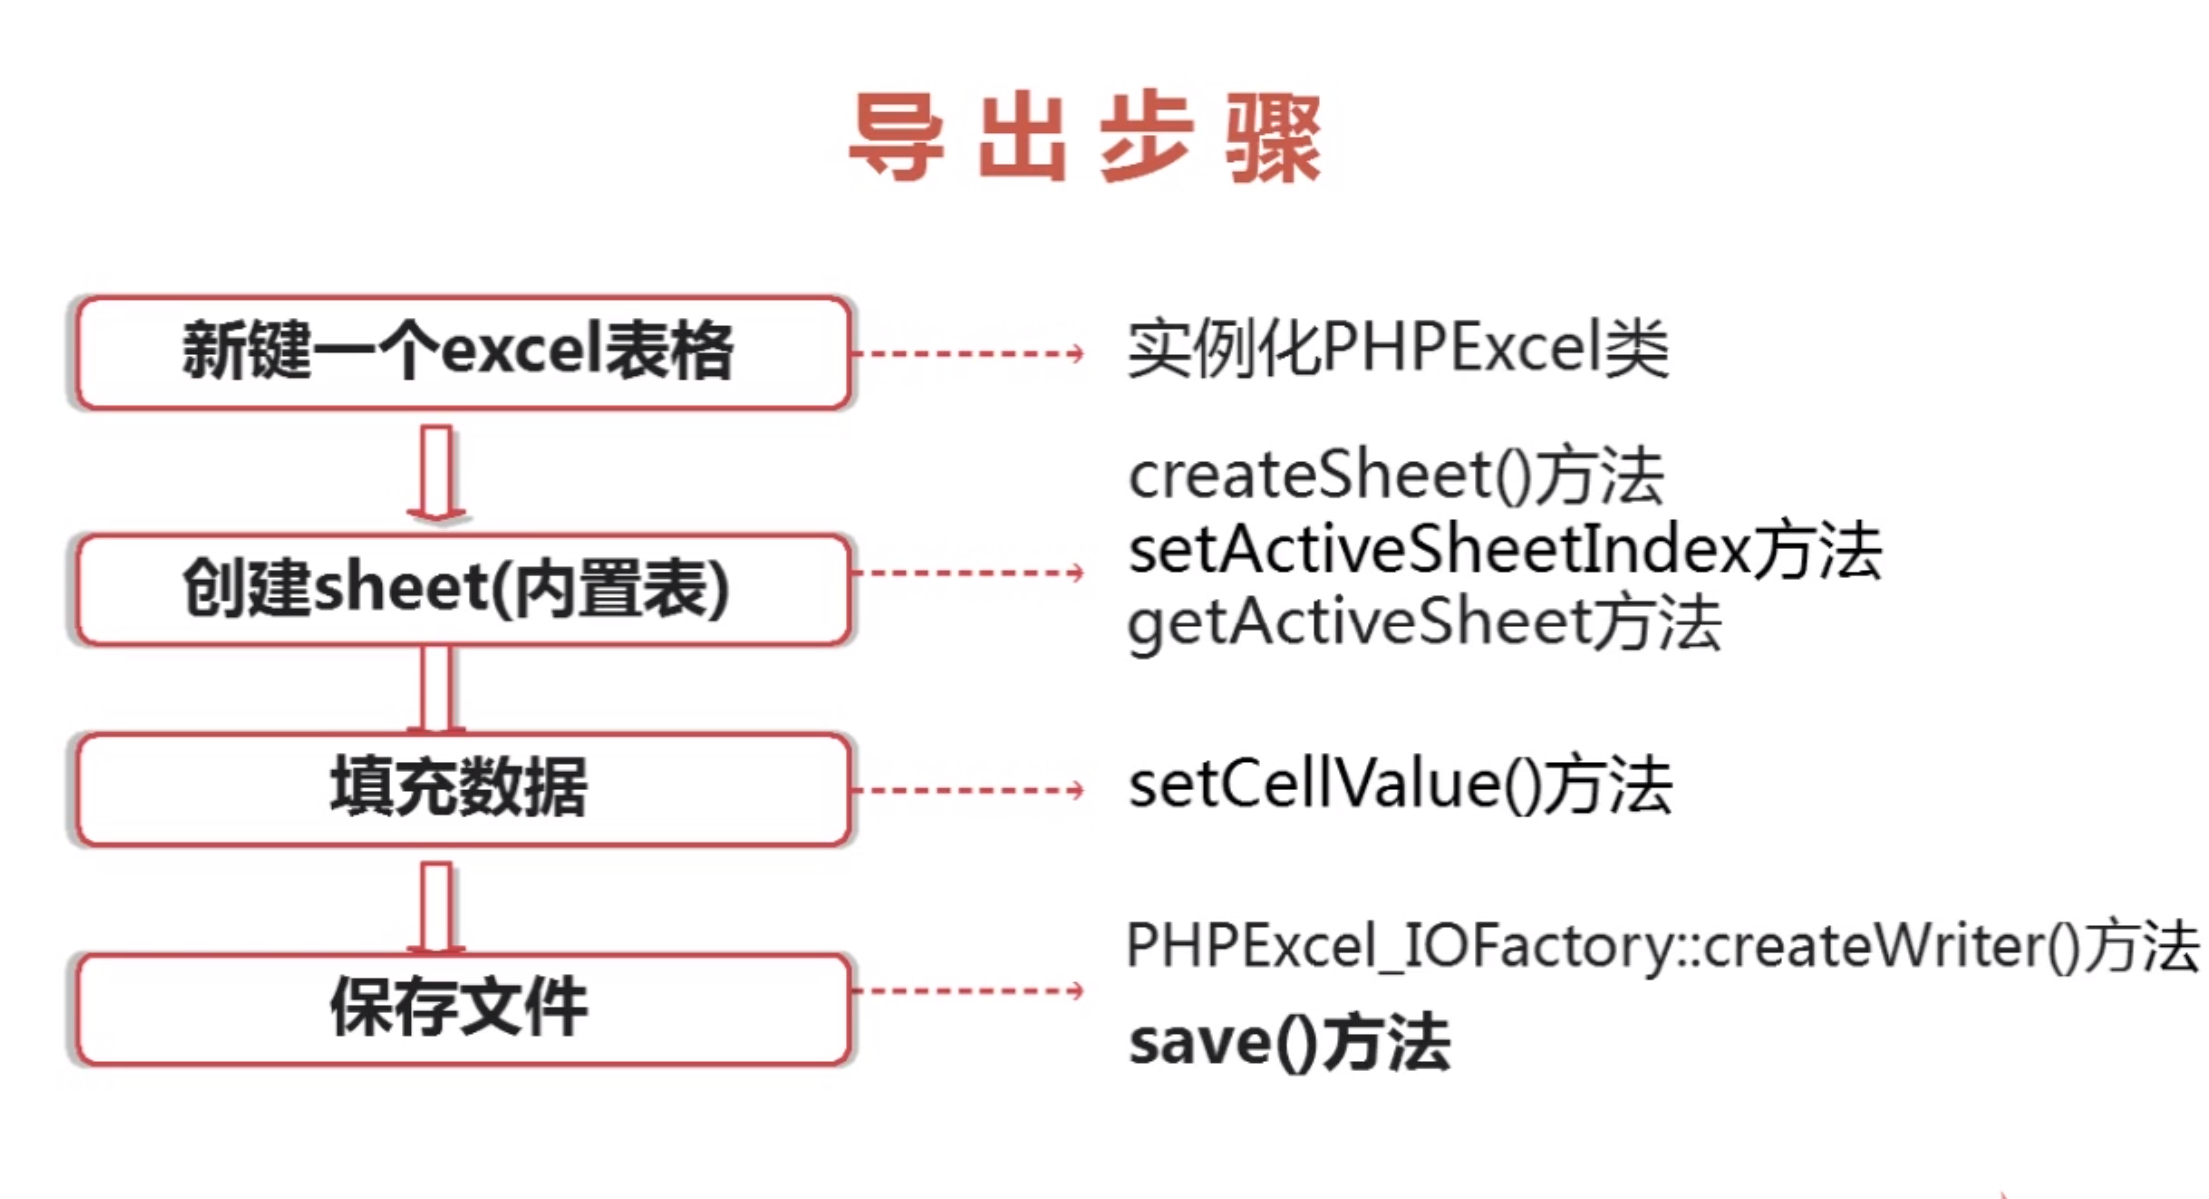 导出步骤
新键一个excel表格
实例化PHPExcel类
创建sheet(内置表)
createSheet()方法
setActiveSheetIndex方法
getActiveSheet方法
填充数据
setCellValue()方法
保存文件
PHPExcel_IOFactory::createWriter()方法
save()方法